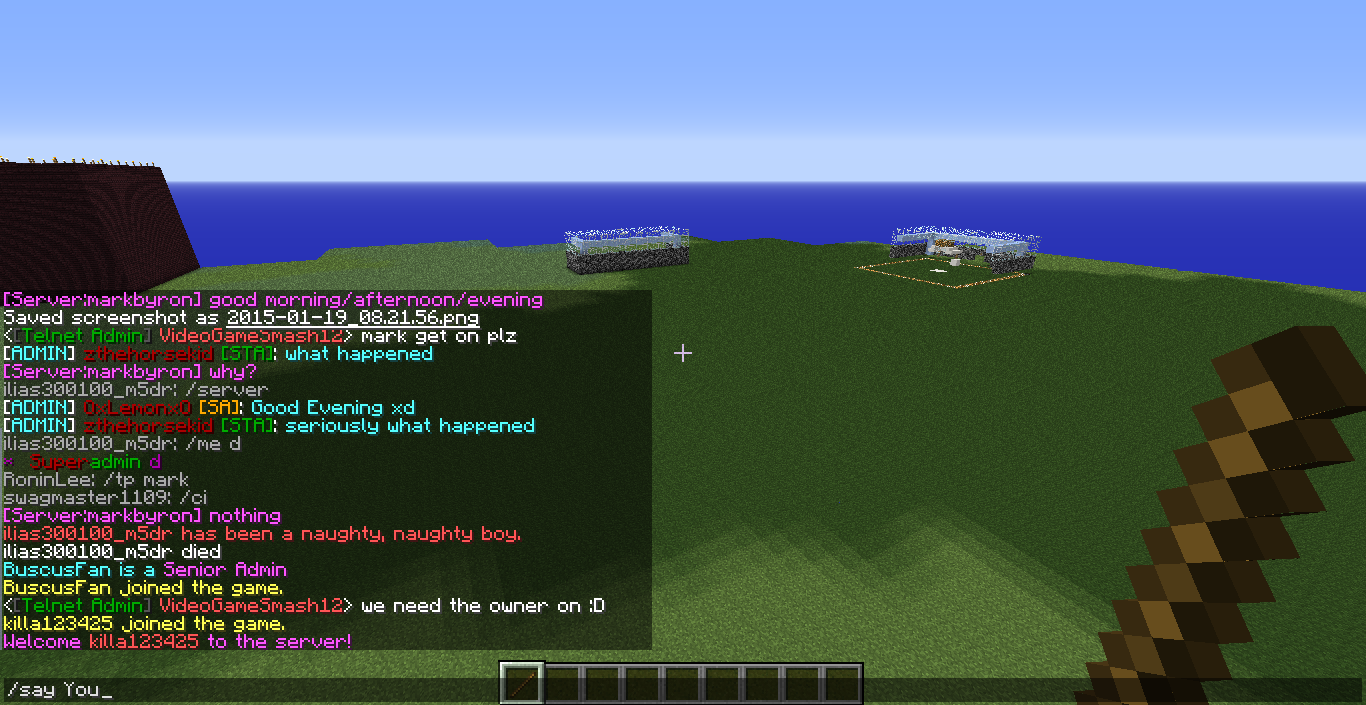 [Server:markbyron] good morning/afternoon/evening
Saved screenshot as 2015-01-19_08.21.56.png
<[Telnet Admin] VideoGameSmash12> mark get on plz
[ADMIN] zthehorsekid [STA]: what happened
[Server:markbyron] why?
ilias300100_m5dr: /server
[ADMIN] 0xLemonx0 [SA]: Good Evening xd
[ADMIN] zthehorsekid [STA]: seriously what happened
ilias300100_m5dr: /me d
* Superadmin d
RoninLee: /tp mark
swagmaster1109: /ci
[Server:markbyron] nothing
ilias300100_m5dr has been a naughty, naughty boy.
ilias300100_m5dr died
BuscusFan is a Senior Admin
BuscusFan joined the game.
<[Telnet Admin] VideoGameSmash12> we need the owner on :D
killa123425 joined the game.
Welcome killa123425 to the server!
/say You_